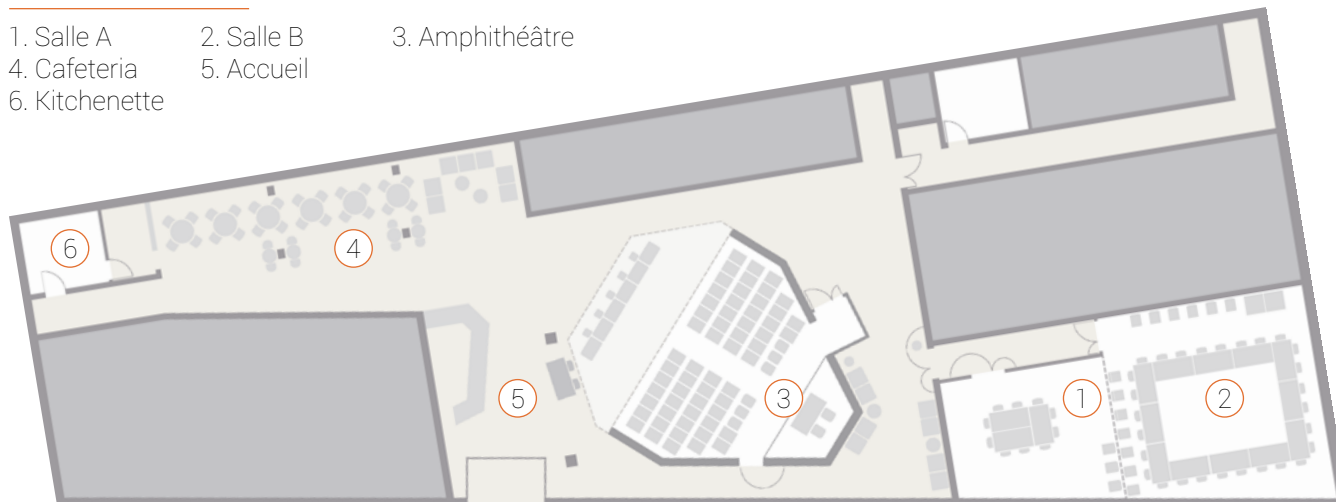 1. Salle A 2. Salle B 3. Amphithéâtre
4. Cafeteria 5. Accueil
6. Kitchenette
6
4
5
3
1
2